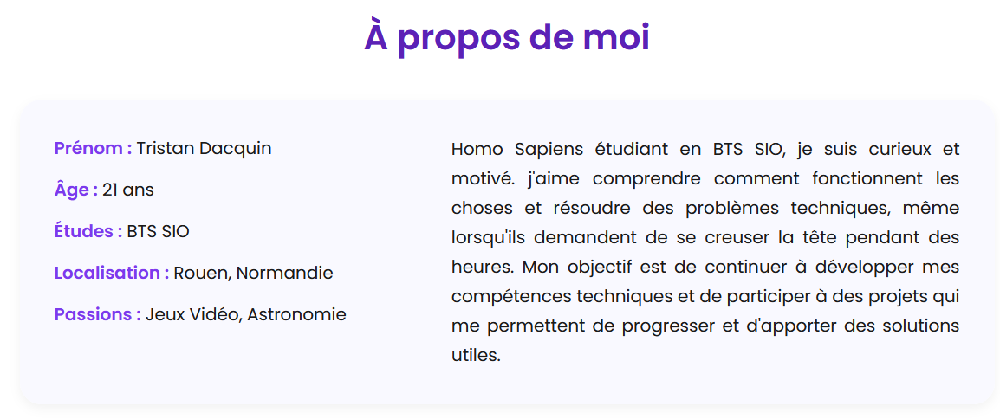 À propos de moi
Prénom : Tristan Dacquin
Âge : 21 ans
Études : BTS SIO
Localisation : Rouen, Normandie
Passions : Jeux Vidéo, Astronomie
Homo Sapiens étudiant en BTS SIO, je suis curieux et
motivé. j'aime comprendre comment fonctionnent les
choses et résoudre des problèmes techniques, même
lorsqu'ils demandent de se creuser la tête pendant des
heures. Mon objectif est de continuer à développer mes
compétences techniques et de participer à des projets qui
me permettent de progresser et d'apporter des solutions
utiles.